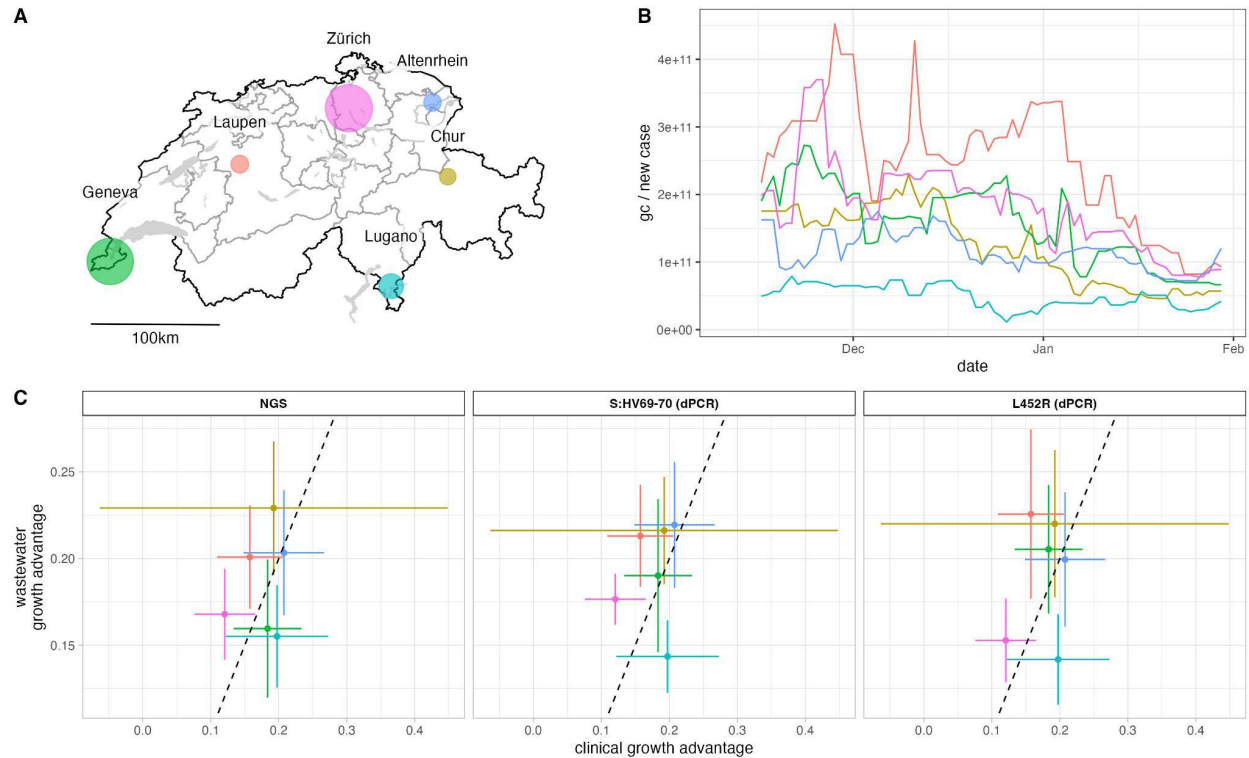 A
Zürich
Altenrhein
Laupen
Chur
Geneva
Lugano
100km
B
gc / new case
4e+11
3e+11
2e+11
1e+11
0e+00
Dec
Jan
Feb
date
C
NGS
S:HV69-70 (dPCR)
L452R (dPCR)
wastewater
growth advantage
0.25
0.20
0.15
0.0 0.1 0.2 0.3 0.4
0.0 0.1 0.2 0.3 0.4
0.0 0.1 0.2 0.3 0.4
clinical growth advantage